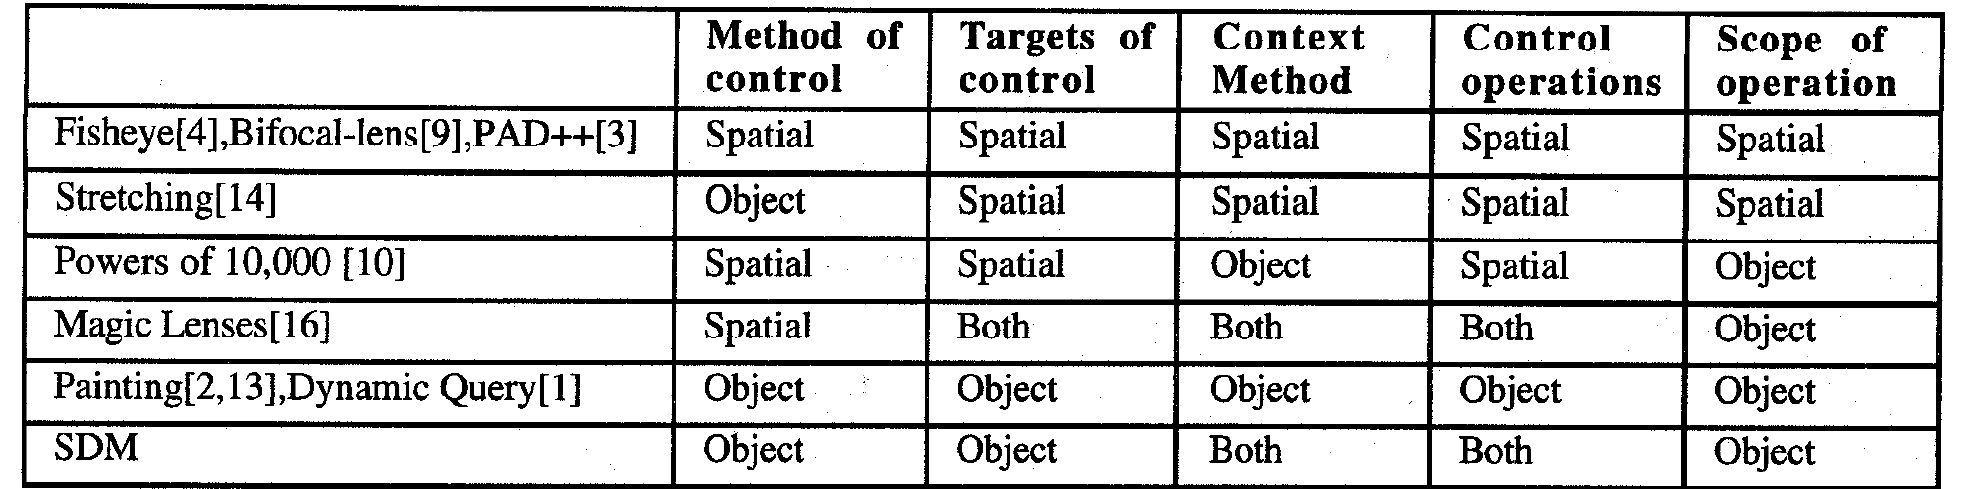 Method of control Targets of control Context Method Control operations Scope of operation
Fisheye[4],Bifocal-lens[9],PAD++[3] Spatial Spatial Spatial Spatial Spatial
Stretching[14] Object Spatial Spatial Spatial Spatial
Powers of 10,000 [10] Spatial Spatial Object Spatial Object
Magic Lenses[16] Spatial Both Both Both Object
Painting[2,13],Dynamic Query[1] Object Object Object Object Object
SDM Object Object Both Both Object